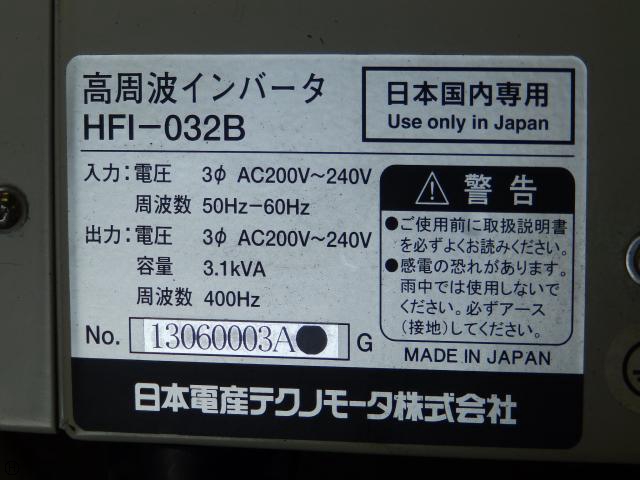 高周波インバータ
HFI-032B
日本国内専用
Use only in Japan
入力:電圧 3φ AC200V~240V
周波数 50Hz-60Hz
出力:電圧 3φ AC200V~240V
容量 3.1kVA
周波数 400Hz
No. 13060003A● G
⚠ 警告
●ご使用前に取扱説明書
を必ずよくお読みください。
●感電の恐れがあります。
雨中では使用しないで
ください。必ずアース
(接地)してください。
MADE IN JAPAN
日本電産テクノモータ株式会社